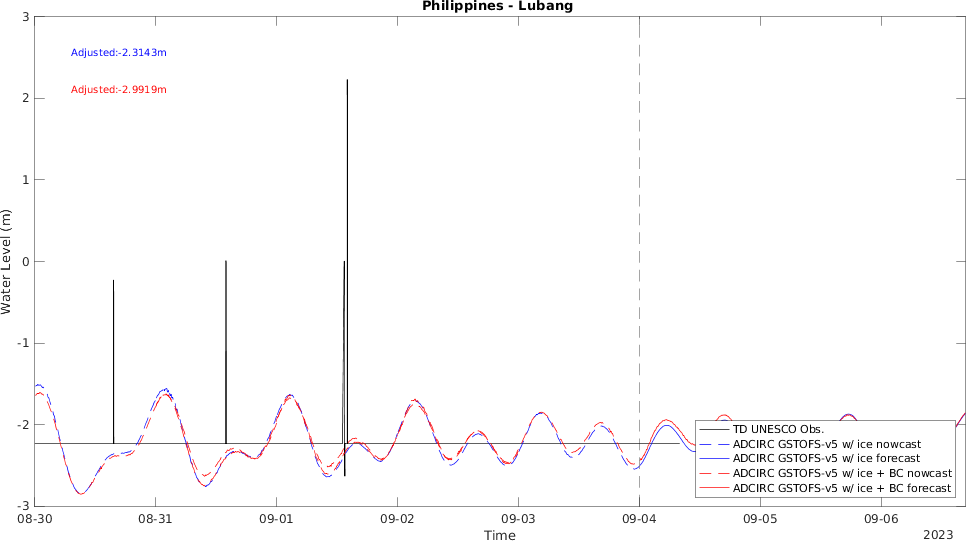 Philippines - Lubang
Adjusted:-2.3143m
Adjusted:-2.9919m
3
2
1
0
-1
-2
-3
Water Level (m)
TD UNESCO Obs.
ADCIRC GSTOFS-v5 w/ ice nowcast
ADCIRC GSTOFS-v5 w/ ice forecast
ADCIRC GSTOFS-v5 w/ ice + BC nowcast
ADCIRC GSTOFS-v5 w/ ice + BC forecast
08-30 08-31 09-01 09-02 09-03 09-04 09-05 09-06
Time
2023